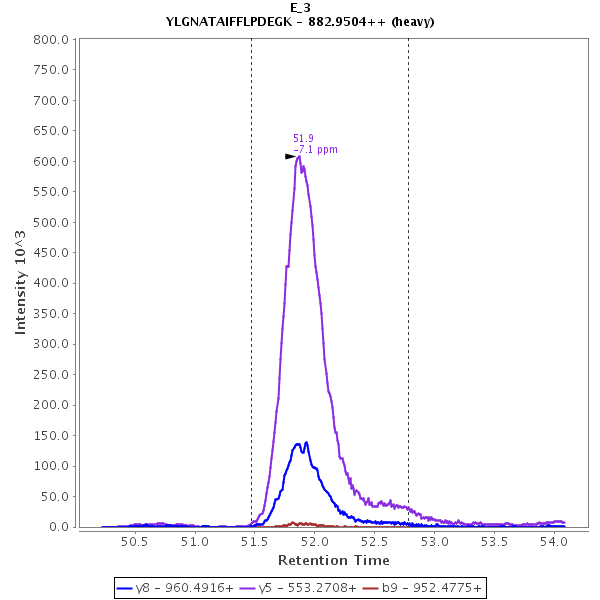 E_3
YLGNATAIFFLPDEGK - 882.9504++ (heavy)
800.0
750.0
700.0
650.0
600.0
550.0
500.0
450.0
400.0
350.0
300.0
250.0
200.0
150.0
100.0
50.0
0.0
Intensity 10^3
51.9
-7.1 ppm
50.5 51.0 51.5 52.0 52.5 53.0 53.5 54.0
Retention Time
y8 - 960.4916+ y5 - 553.2708+ b9 - 952.4775+